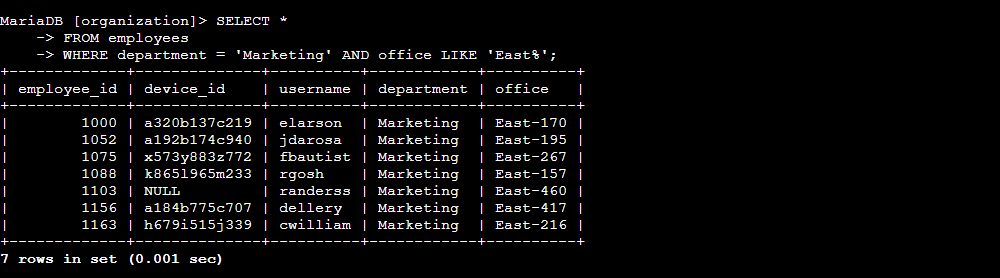 MariaDB [organization]> SELECT *
    -> FROM employees
    -> WHERE department = 'Marketing' AND office LIKE 'East%';
+-------------+--------------+----------+------------+----------+
| employee_id | device_id    | username | department | office   |
+-------------+--------------+----------+------------+----------+
|        1000 | a320b137c219 | elarson  | Marketing  | East-170 |
|        1052 | a192b174c940 | jdarosa  | Marketing  | East-195 |
|        1075 | x573y883z772 | fbautist | Marketing  | East-267 |
|        1088 | k865l965m233 | rgosh    | Marketing  | East-157 |
|        1103 | NULL         | randerss | Marketing  | East-460 |
|        1156 | a184b775c707 | dellery  | Marketing  | East-417 |
|        1163 | h679i515j339 | cwilliam | Marketing  | East-216 |
+-------------+--------------+----------+------------+----------+
7 rows in set (0.001 sec)